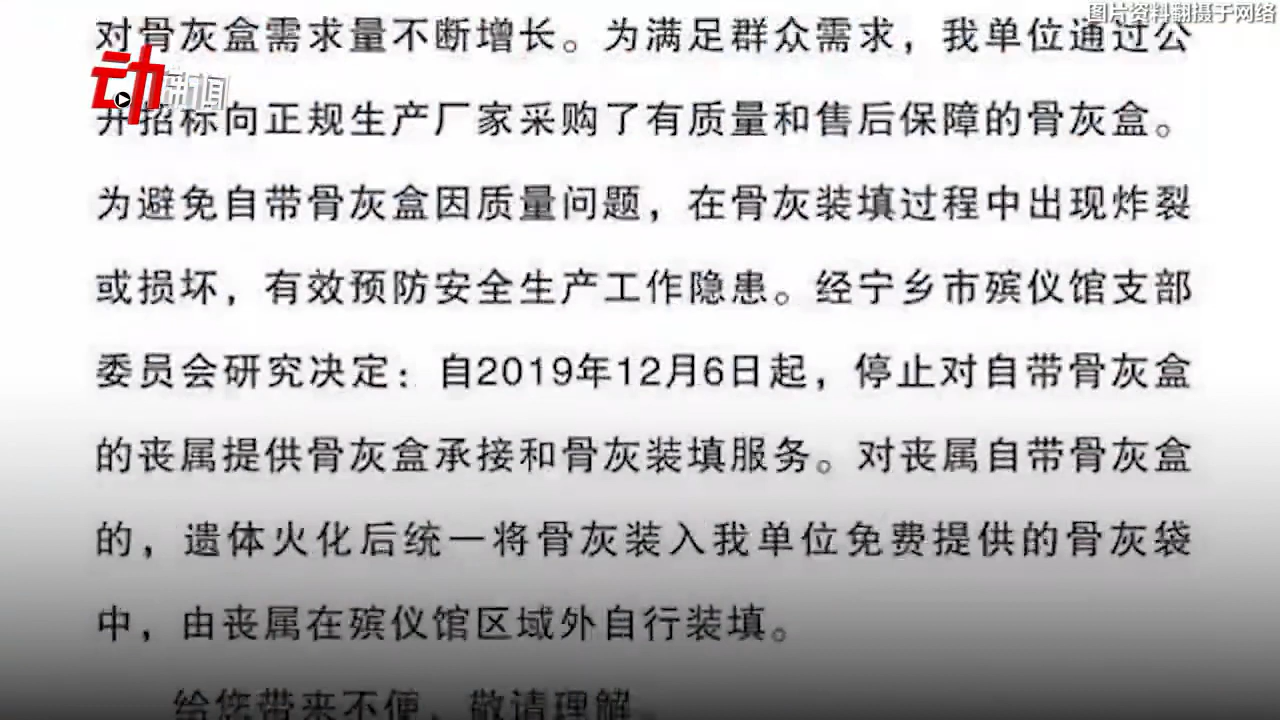 图片资料翻摄于网络
对骨灰盒需求量不断增长。为满足群众需求，我单位通过公
动新闻
开招标向正规生产厂家采购了有质量和售后保障的骨灰盒。
为避免自带骨灰盒因质量问题，在骨灰装填过程中出现炸裂
或损坏，有效预防安全生产工作隐患。经宁乡市殡仪馆支部
委员会研究决定：自2019年12月6日起，停止对自带骨灰盒
的丧属提供骨灰盒承接和骨灰装填服务。对丧属自带骨灰盒
的，遗体火化后统一将骨灰装入我单位免费提供的骨灰袋
中，由丧属在殡仪馆区域外自行装填。
给您带来不便，敬请理解。